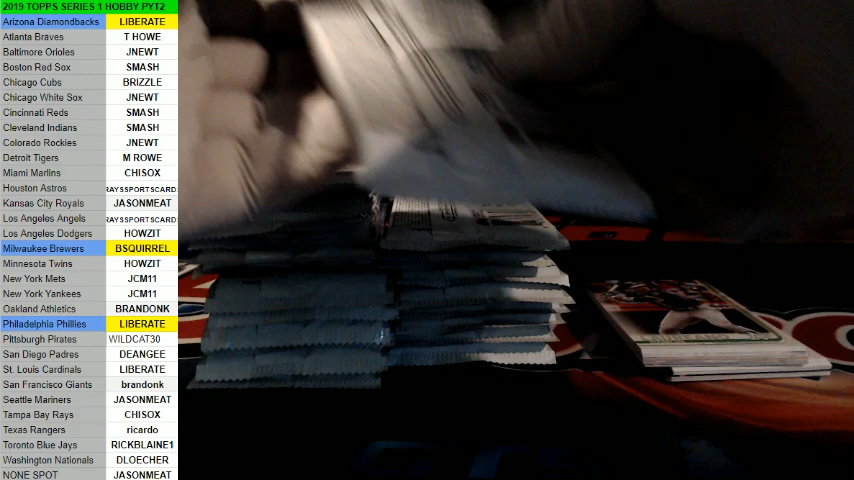 2019 TOPPS SERIES 1 HOBBY PYT2
Arizona Diamondbacks LIBERATE
Atlanta Braves T HOWE
Baltimore Orioles JNEWT
Boston Red Sox SMASH
Chicago Cubs BRIZZLE
Chicago White Sox JNEWT
Cincinnati Reds SMASH
Cleveland Indians SMASH
Colorado Rockies JNEWT
Detroit Tigers M ROWE
Miami Marlins CHISOX
Houston Astros RAYSSPORTSCARD
Kansas City Royals JASONMEAT
Los Angeles Angels RAYSSPORTSCARD
Los Angeles Dodgers HOWZIT
Milwaukee Brewers BSQUIRREL
Minnesota Twins HOWZIT
New York Mets JCM11
New York Yankees JCM11
Oakland Athletics BRANDONK
Philadelphia Phillies LIBERATE
Pittsburgh Pirates WILDCAT30
San Diego Padres DEANGEE
St. Louis Cardinals LIBERATE
San Francisco Giants brandonk
Seattle Mariners JASONMEAT
Tampa Bay Rays CHISOX
Texas Rangers ricardo
Toronto Blue Jays RICKBLAINE1
Washington Nationals DLOECHER
NONE SPOT JASONMEAT